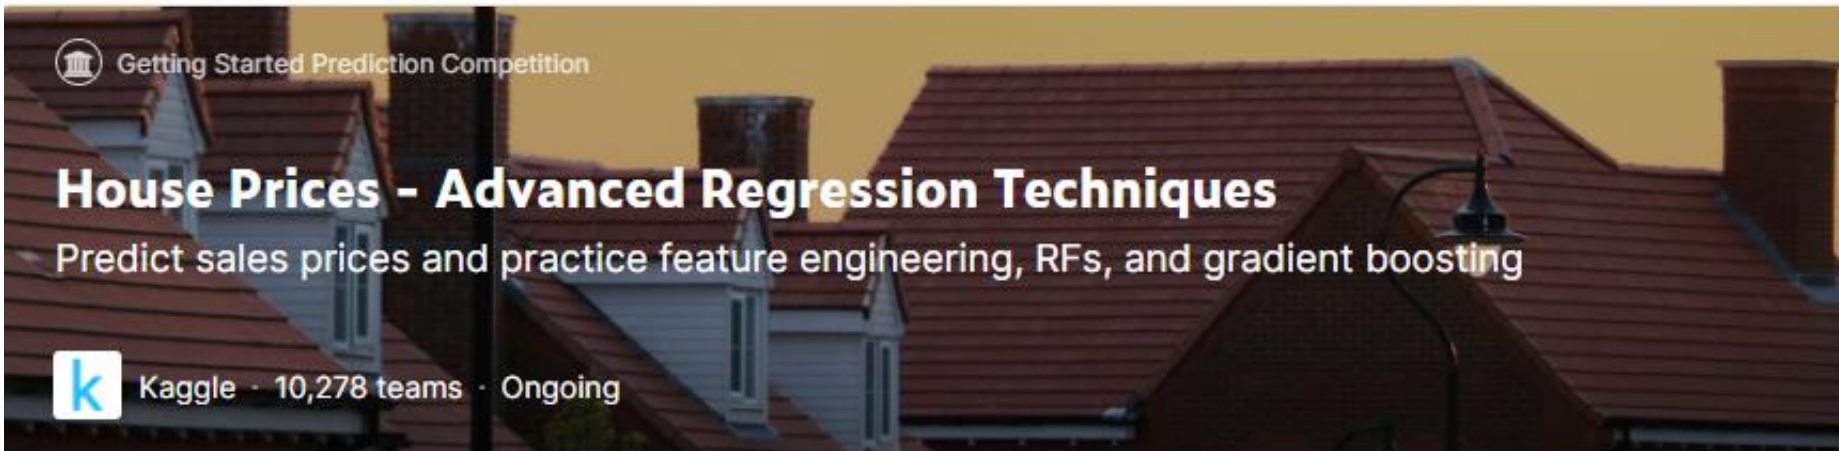 Getting Started Prediction Competition
House Prices - Advanced Regression Techniques
Predict sales prices and practice feature engineering, RFs, and gradient boosting
k Kaggle · 10,278 teams · Ongoing